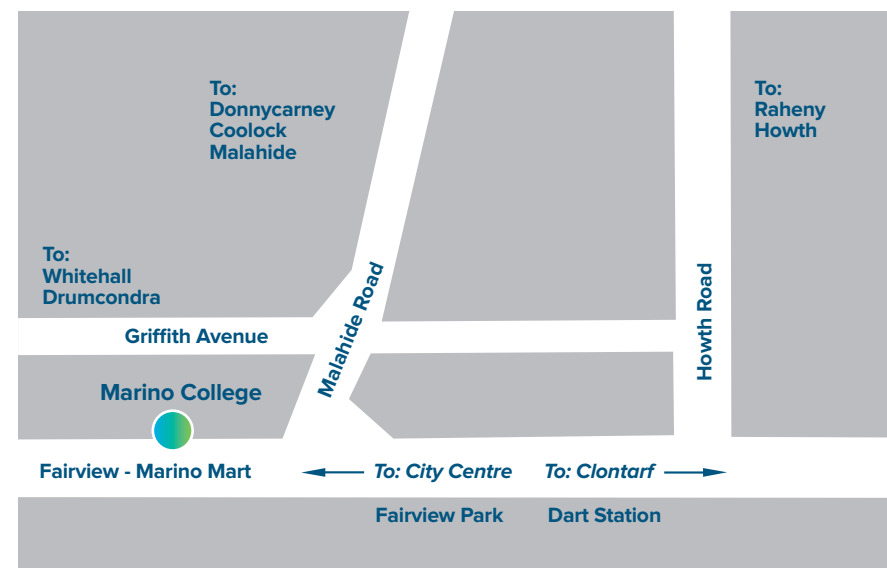 To:
Donnycarney
Coolock
Malahide
To:
Raheny
Howth
To:
Whitehall
Drumcondra
Griffith Avenue
Malahide Road
Howth Road
Marino College
Fairview - Marino Mart
To: City Centre
To: Clontarf
Fairview Park
Dart Station